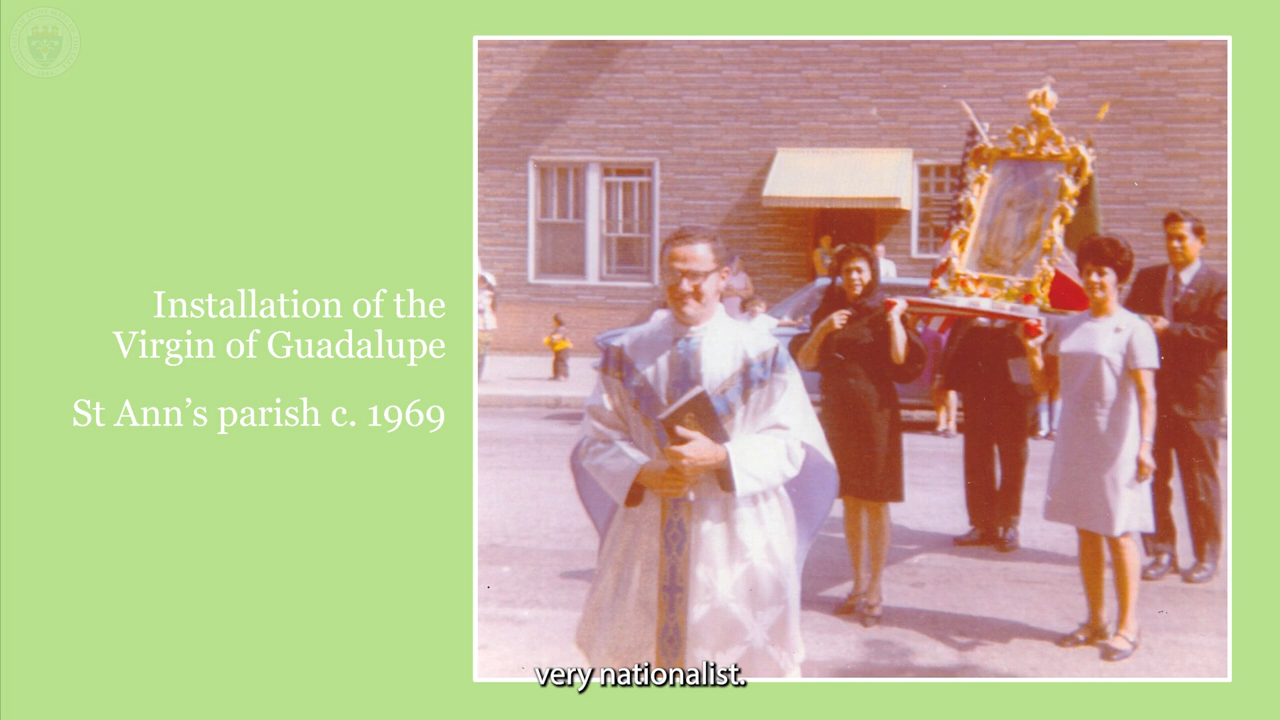 Installation of the
Virgin of Guadalupe
St Ann's parish c. 1969
very nationalist.